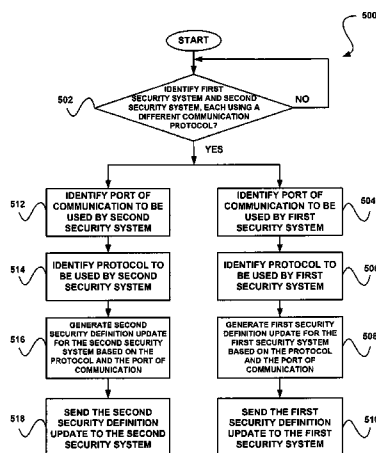 500
START
IDENTIFY FIRST
SECURITY SYSTEM AND SECOND
SECURITY SYSTEM, EACH USING A
DIFFERENT COMMUNICATION
PROTOCOL?
502
NO
YES
512
IDENTIFY PORT OF
COMMUNICATION TO BE
USED BY SECOND
SECURITY SYSTEM
IDENTIFY PORT OF
COMMUNICATION TO BE
USED BY FIRST
SECURITY SYSTEM
504
514
IDENTIFY PROTOCOL TO
BE USED BY SECOND
SECURITY SYSTEM
IDENTIFY PROTOCOL TO
BE USED BY FIRST
SECURITY SYSTEM
516
GENERATE SECOND
SECURITY DEFINITION UPDATE
FOR THE SECOND SECURITY
SYSTEM BASED ON THE
PROTOCOL AND THE PORT OF
COMMUNICATION
GENERATE FIRST SECURITY
DEFINITION UPDATE FOR THE
FIRST SECURITY SYSTEM
BASED ON THE PROTOCOL
AND THE PORT OF
COMMUNICATION
518
SEND THE SECOND
SECURITY DEFINITION
UPDATE TO THE SECOND
SECURITY SYSTEM
SEND THE FIRST
SECURITY DEFINITION
UPDATE TO THE FIRST
SECURITY SYSTEM